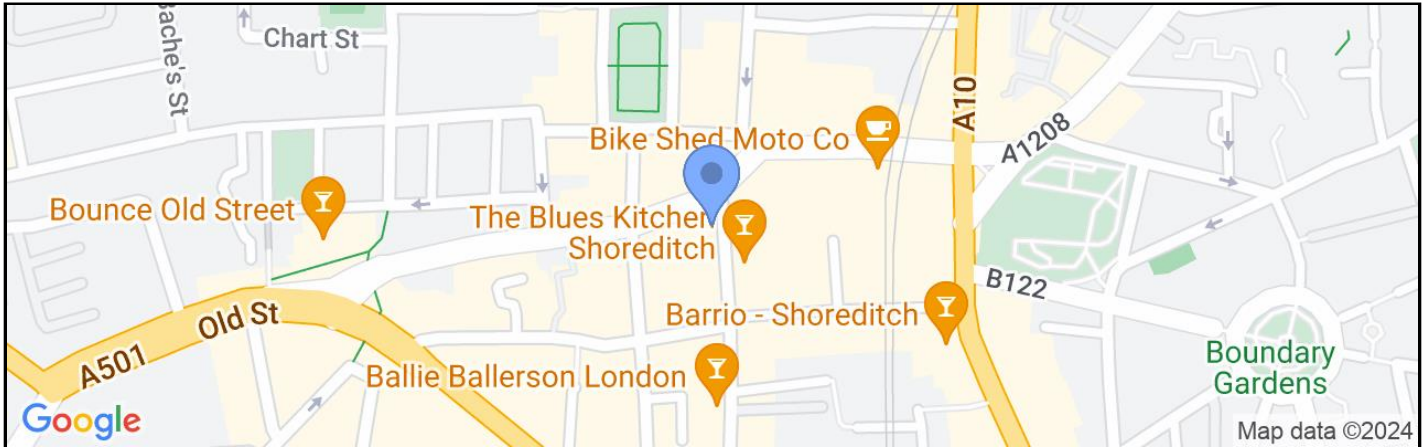 Chart St
Bache's St
A10
Bike Shed Moto Co
A1208
Bounce Old Street
The Blues Kitchen
Shoreditch
B122
Old St
Barrio - Shoreditch
A501
Ballie Ballerson London
Boundary
Gardens
Google
Map data ©2024